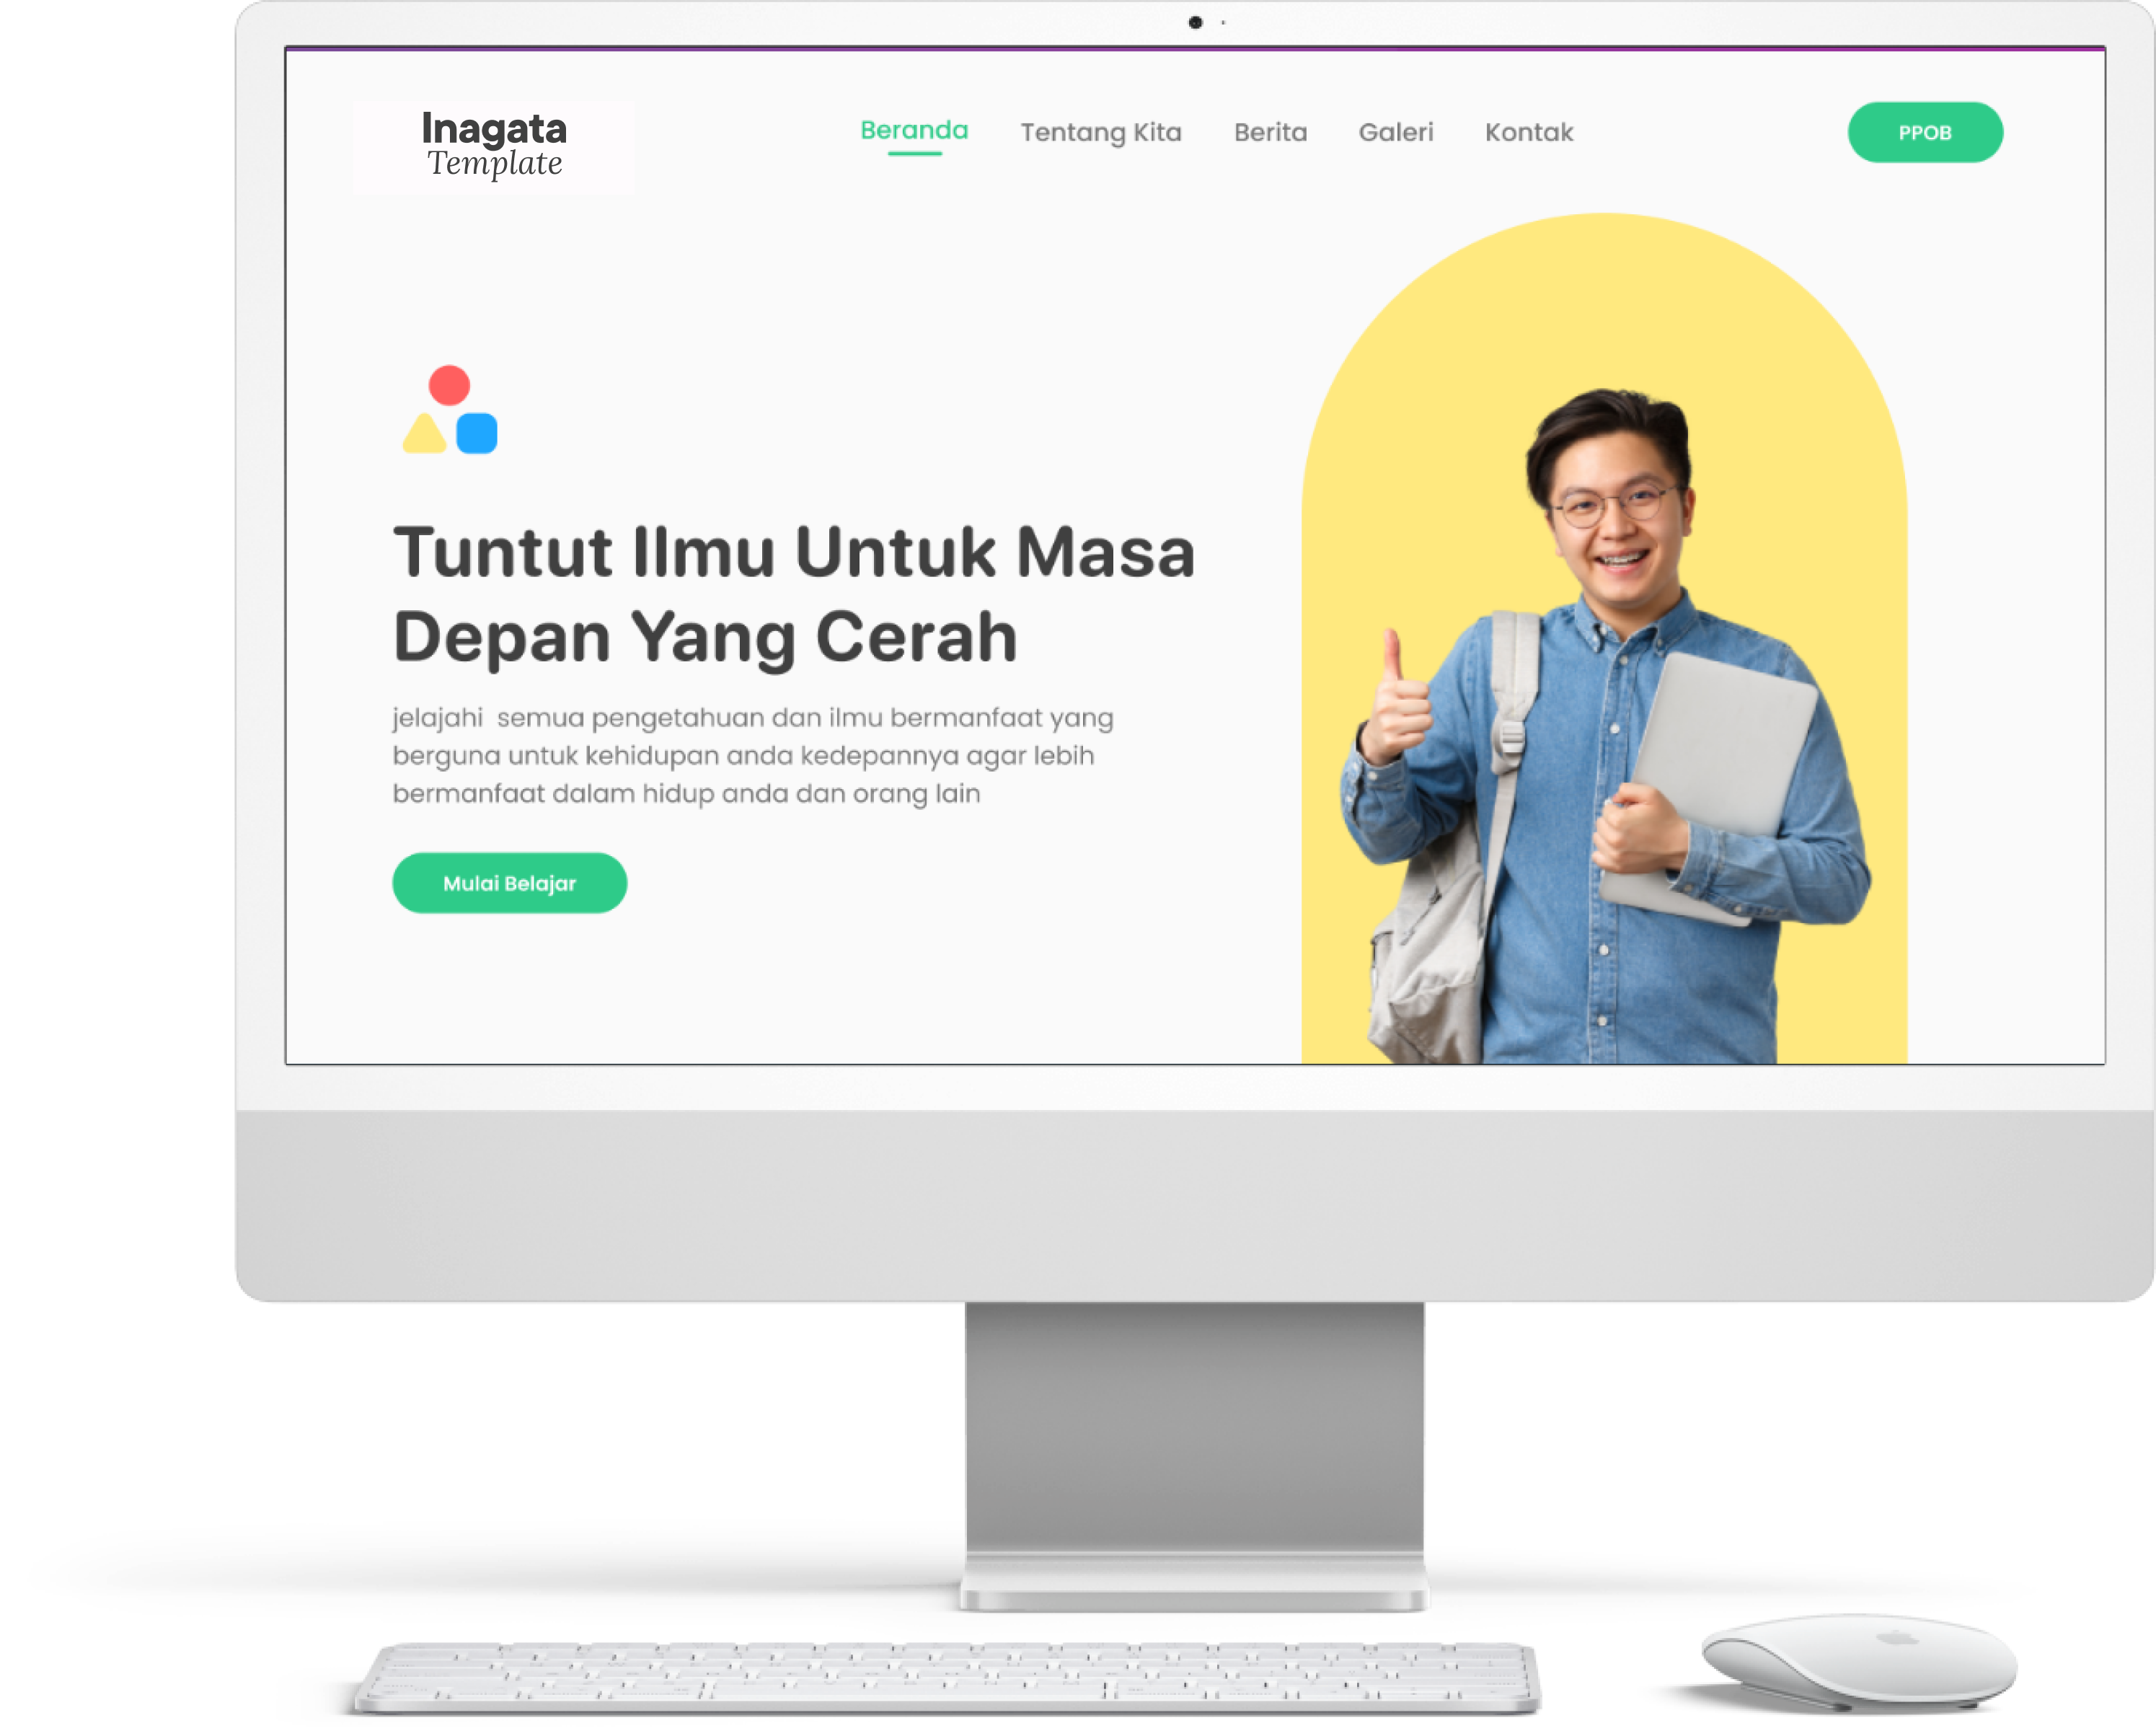 Inagata
Template
Beranda Tentang Kita Berita Galeri Kontak PPOB
Tuntut Ilmu Untuk Masa
Depan Yang Cerah
jelajahi  semua pengetahuan dan ilmu bermanfaat yang
berguna untuk kehidupan anda kedepannya agar lebih
bermanfaat dalam hidup anda dan orang lain
Mulai Belajar